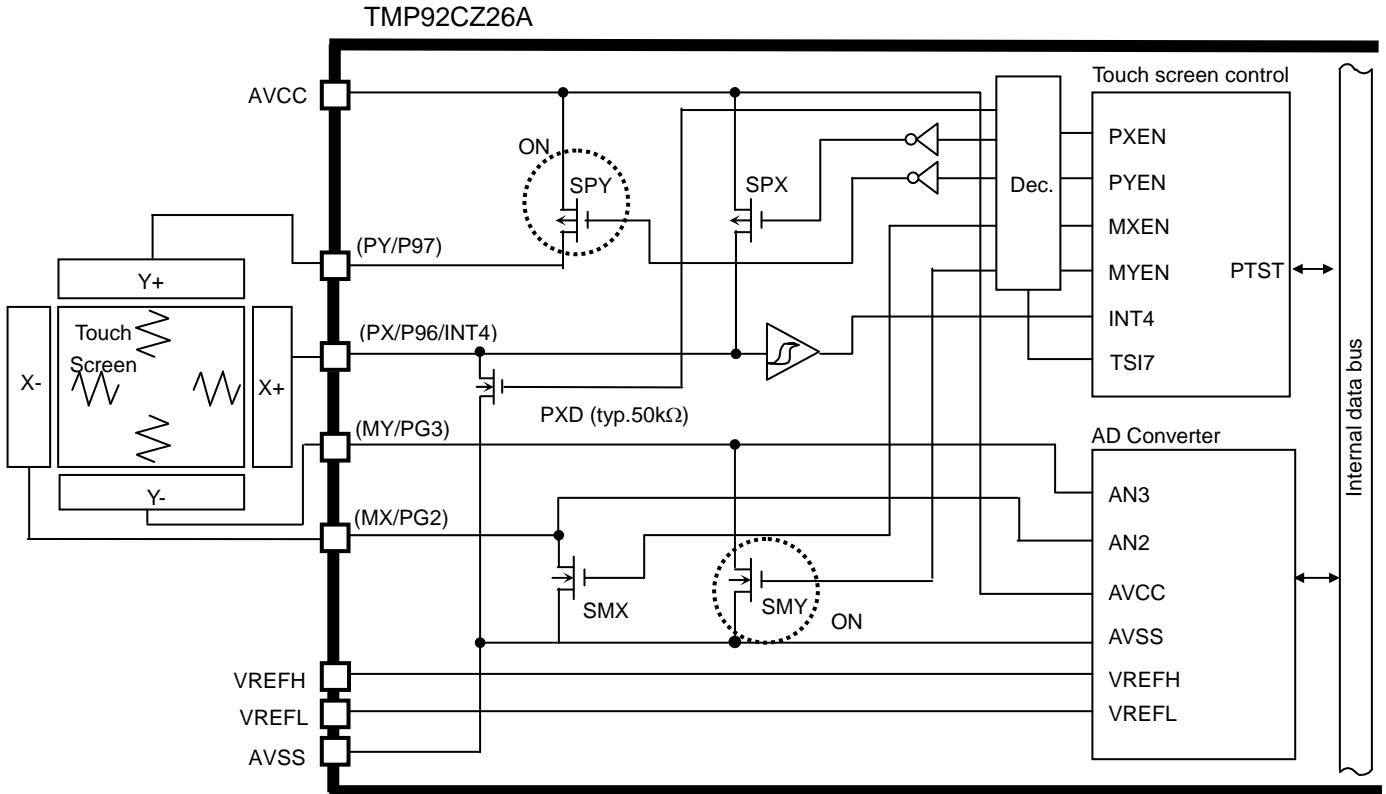 TMP92CZ26A
AVCC
Touch screen control
ON
SPY
SPX
Dec.
PXEN
PYEN
MXEN
MYEN
PTST
INT4
TSI7
(PY/P97)
Y+
(PX/P96/INT4)
Touch
Screen
X-
X+
PXD (typ.50kΩ)
(MY/PG3)
Y-
(MX/PG2)
AD Converter
AN3
AN2
AVCC
AVSS
VREFH
VREFL
SMX
SMY
ON
VREFH
VREFL
AVSS
Internal data bus